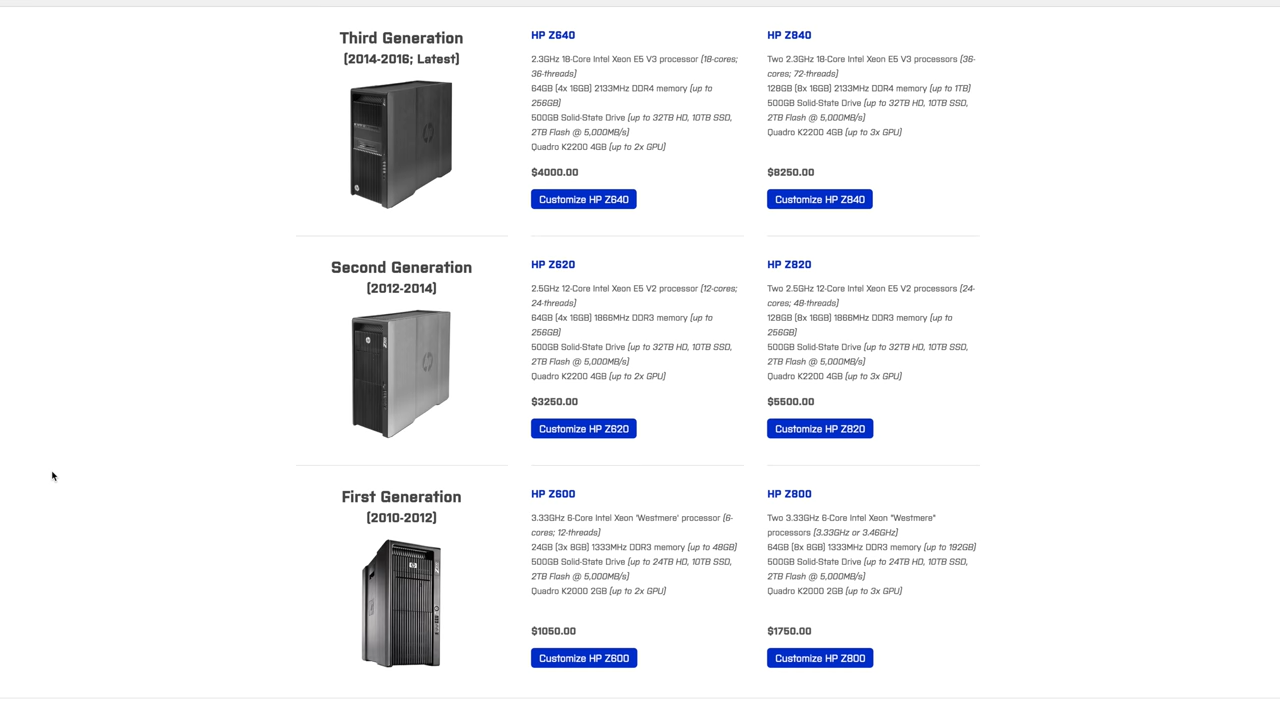 Third Generation
(2014-2016; Latest)
HP Z640
2.3GHz 18-Core Intel Xeon E5 V3 processor (18-cores;
36-threads)
64GB (4x 16GB) 2133MHz DDR4 memory (up to
256GB)
500GB Solid-State Drive (up to 32TB HD, 10TB SSD,
2TB Flash @ 5,000MB/s)
Quadro K2200 4GB (up to 2x GPU)
$4000.00
Customize HP Z640
HP Z840
Two 2.3GHz 18-Core Intel Xeon E5 V3 processors (36-
cores; 72-threads)
128GB (8x 16GB) 2133MHz DDR4 memory (up to 1TB)
500GB Solid-State Drive (up to 32TB HD, 10TB SSD,
2TB Flash @ 5,000MB/s)
Quadro K2200 4GB (up to 3x GPU)
$8250.00
Customize HP Z840
Second Generation
(2012-2014)
HP Z620
2.5GHz 12-Core Intel Xeon E5 V2 processor (12-cores;
24-threads)
64GB (4x 16GB) 1866MHz DDR3 memory (up to
256GB)
500GB Solid-State Drive (up to 32TB HD, 10TB SSD,
2TB Flash @ 5,000MB/s)
Quadro K2200 4GB (up to 2x GPU)
$3250.00
Customize HP Z620
HP Z820
Two 2.5GHz 12-Core Intel Xeon E5 V2 processors (24-
cores; 48-threads)
128GB (8x 16GB) 1866MHz DDR3 memory (up to
256GB)
500GB Solid-State Drive (up to 32TB HD, 10TB SSD,
2TB Flash @ 5,000MB/s)
Quadro K2200 4GB (up to 3x GPU)
$5500.00
Customize HP Z820
First Generation
(2010-2012)
HP Z600
3.33GHz 6-Core Intel Xeon 'Westmere' processor (6-
cores; 12-threads)
24GB (3x 8GB) 1333MHz DDR3 memory (up to 48GB)
500GB Solid-State Drive (up to 24TB HD, 10TB SSD,
2TB Flash @ 5,000MB/s)
Quadro K2000 2GB (up to 2x GPU)
$1050.00
Customize HP Z600
HP Z800
Two 3.33GHz 6-Core Intel Xeon "Westmere"
processors (3.33GHz or 3.46GHz)
64GB (8x 8GB) 1333MHz DDR3 memory (up to 192GB)
500GB Solid-State Drive (up to 24TB HD, 10TB SSD,
2TB Flash @ 5,000MB/s)
Quadro K2000 2GB (up to 3x GPU)
$1750.00
Customize HP Z800